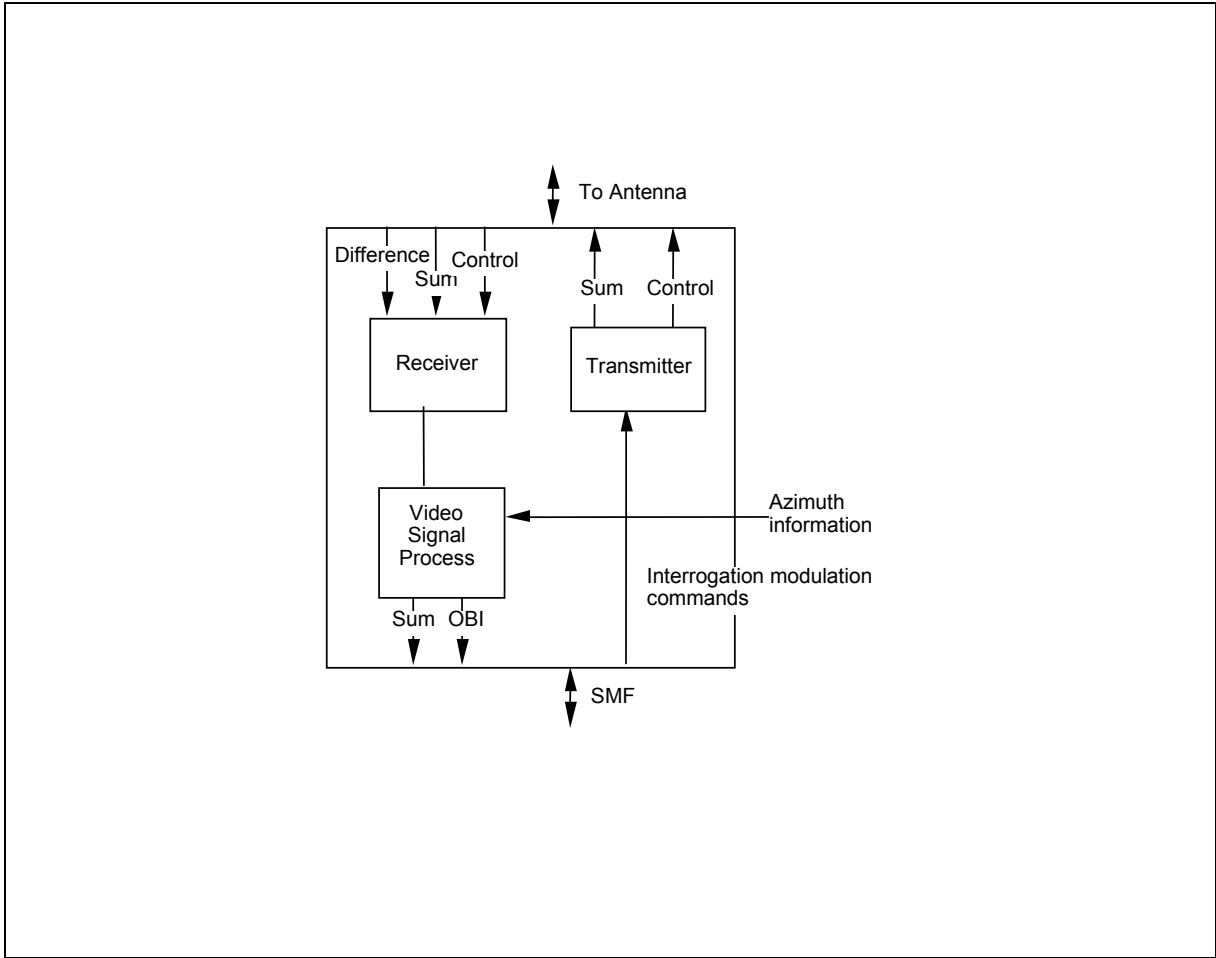 To Antenna
Difference
Sum
Control
Sum
Control
Receiver
Transmitter
Video
Signal
Process
Azimuth
information
Interrogation modulation
commands
Sum
OBI
SMF